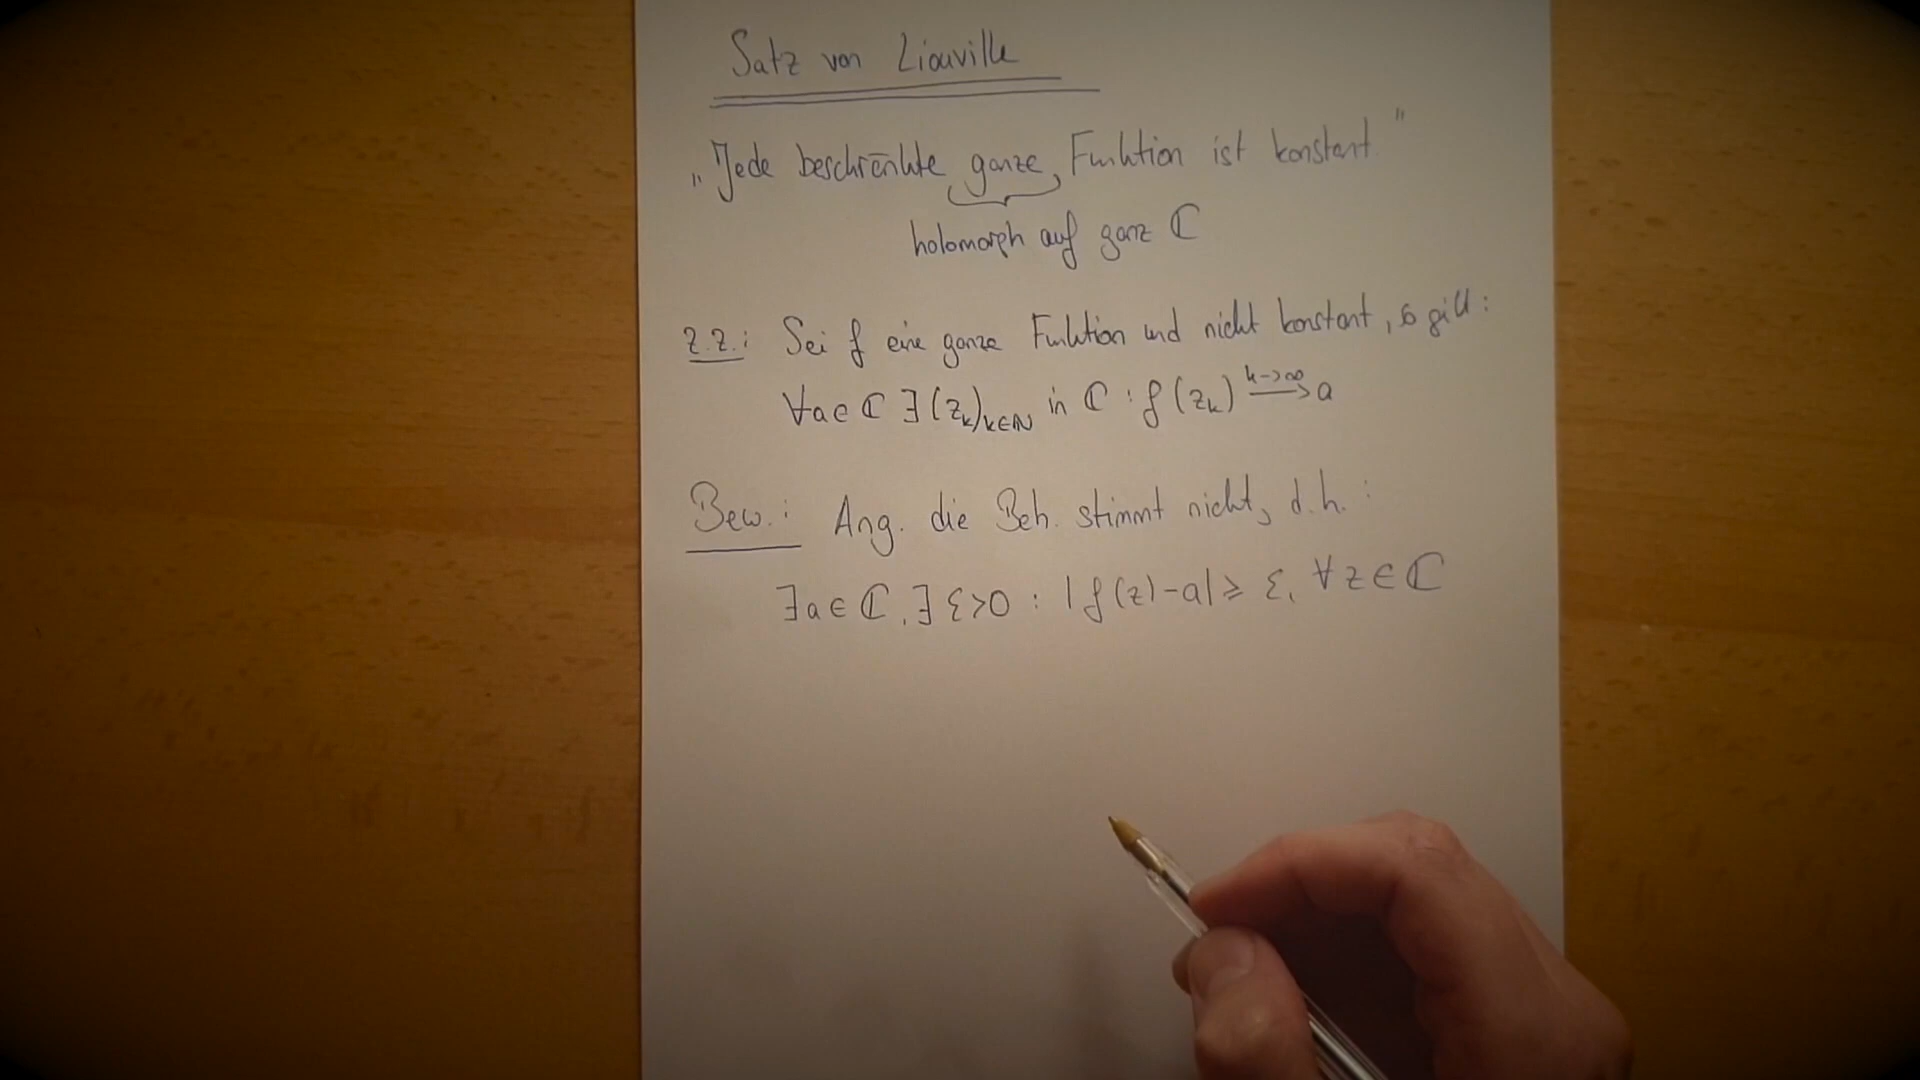 Satz von Liouville
„Jede beschränkte ganze Funktion ist konstant"
holomorph auf ganz ℂ
Z.Z.: Sei f eine ganze Funktion und nicht konstant, so gilt:
∀a∈ℂ ∃(z_k)_{k∈ℕ} in ℂ : f(z_k) →^{k->∞} a
Bew.: Ang. die Beh. stimmt nicht, d.h.:
∃a∈ℂ, ∃ε>0 : |f(z)-a| ≥ ε, ∀z∈ℂ